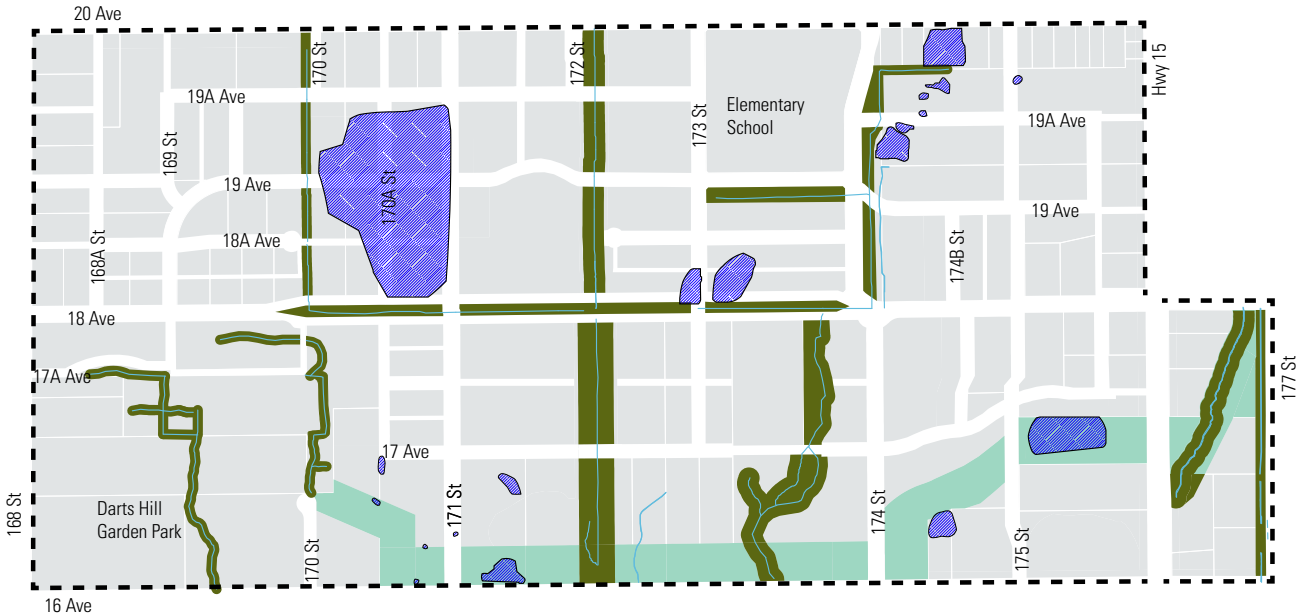 20 Ave
170 St
172 St
Hwy 15
19A Ave
Elementary
School
173 St
19A Ave
169 St
19 Ave
170A St
19 Ave
168A St
18A Ave
174B St
18 Ave
17A Ave
177 St
17 Ave
168 St
Darts Hill
Garden Park
171 St
174 St
170 St
175 St
16 Ave